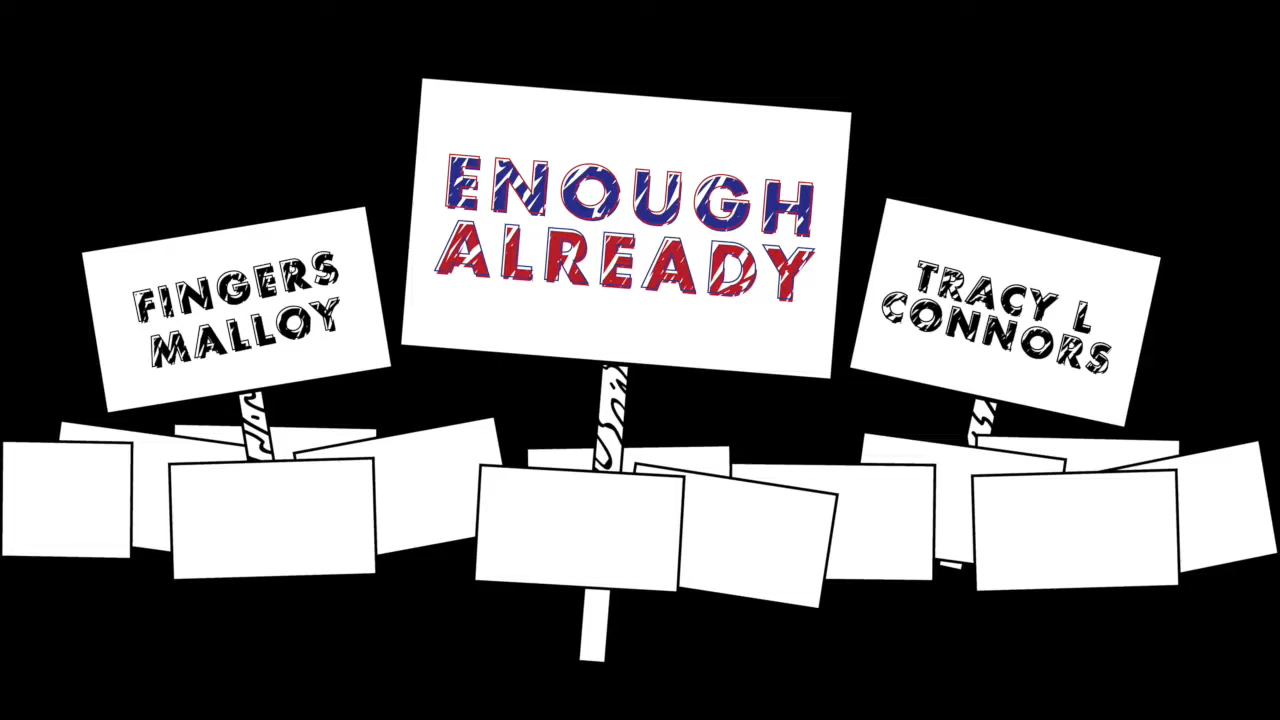 ENOUGH
ALREADY
FINGERS
MALLOY
TRACY L
CONNORS